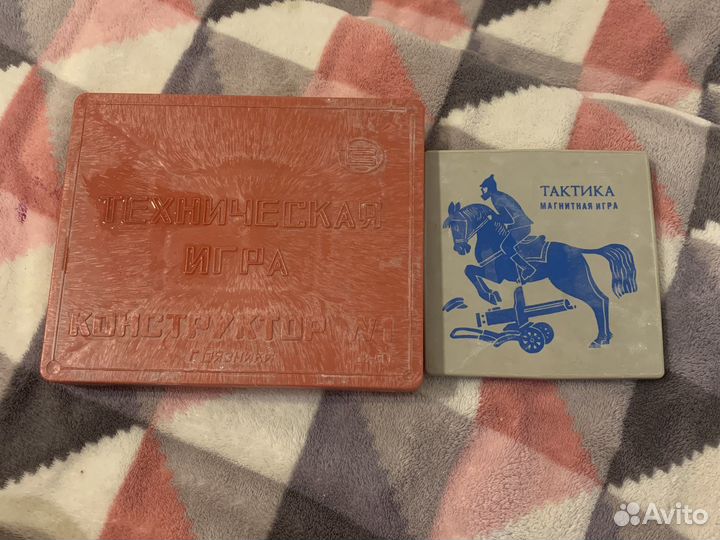 ТЕХНИЧЕСКАЯ
ИГРА
КОНСТРУКТОР №1
ТАКТИКА
МАГНИТНАЯ ИГРА
Avito